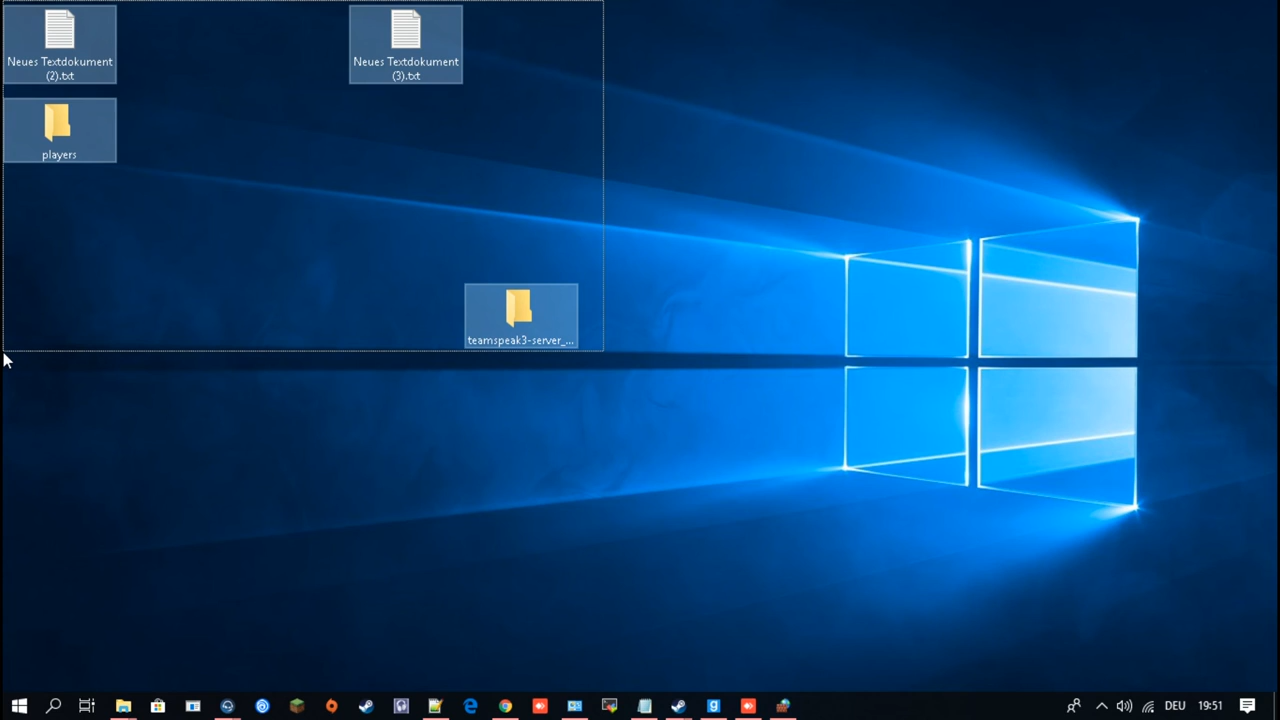 Neues Textdokument
(2).txt
Neues Textdokument
(3).txt
players
teamspeak3-server_...
DEU
19:51